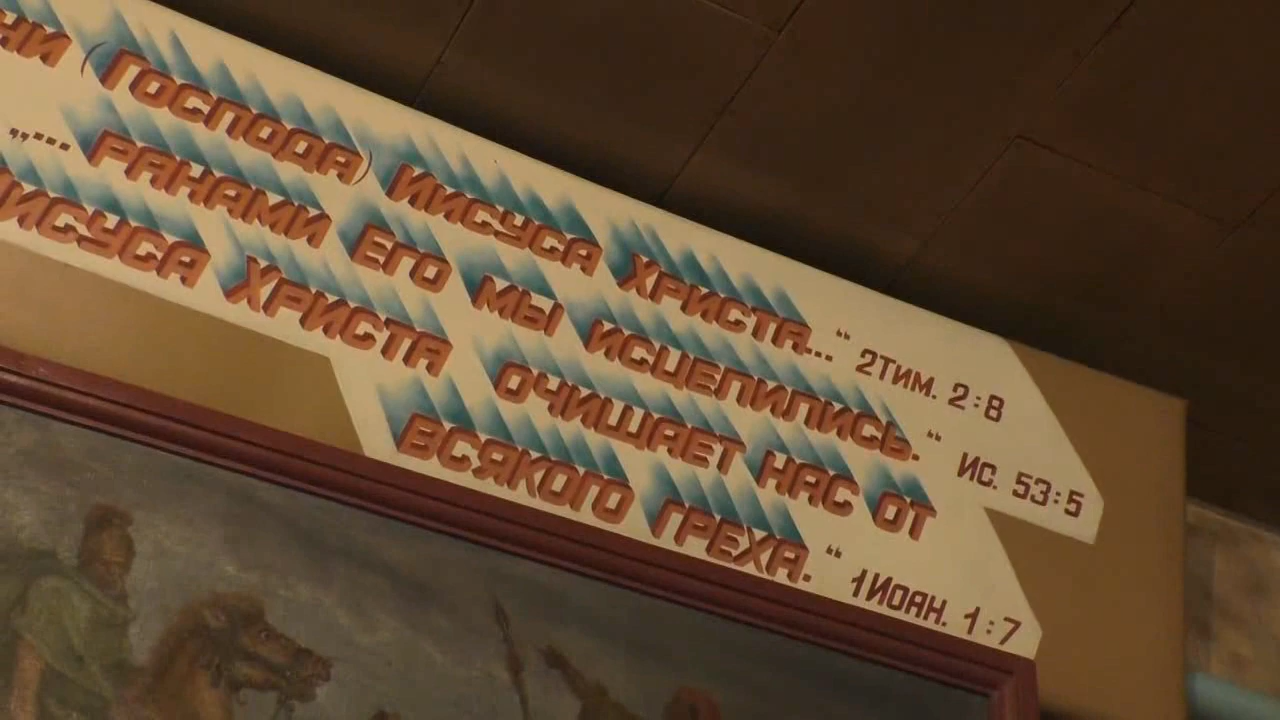 (Господа) Иисуса Христа...“ 2Тим. 2:8
„... ранами Его мы исцелились.“ Ис. 53:5
Иисуса Христа очищает нас от
всякого греха.“ 1Иоан. 1:7